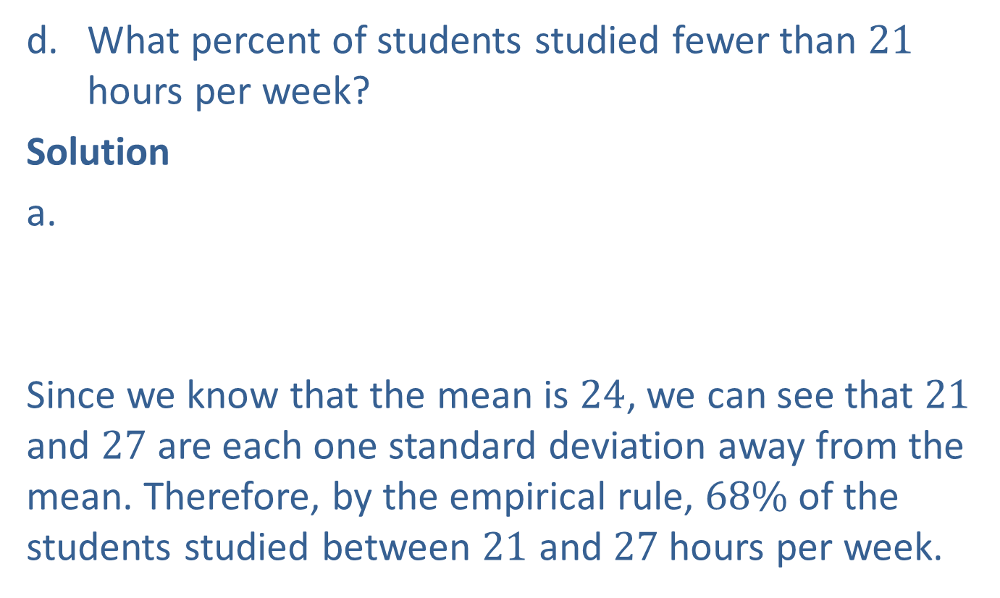 d. What percent of students studied fewer than 21
hours per week?
Solution
a.
Since we know that the mean is 24, we can see that 21
and 27 are each one standard deviation away from the
mean. Therefore, by the empirical rule, 68% of the
students studied between 21 and 27 hours per week.